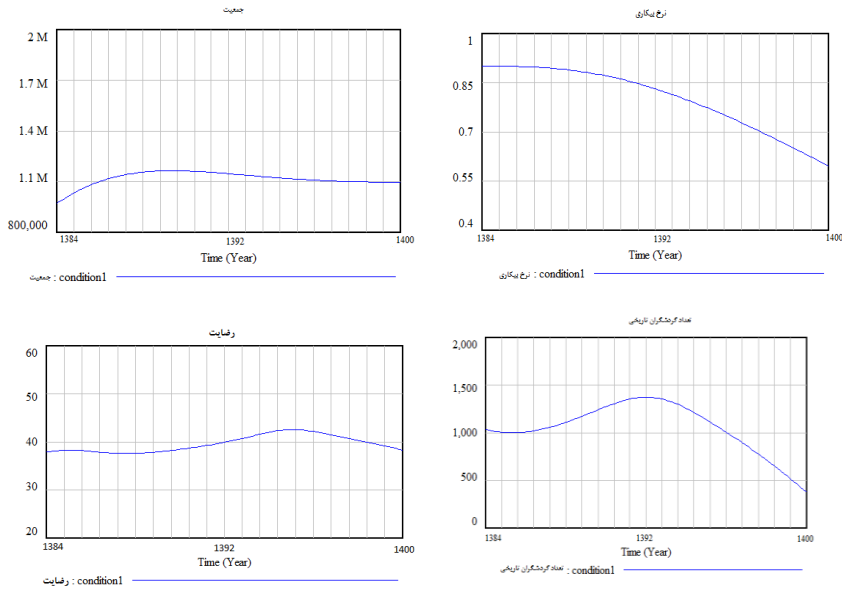 جمعیت
2 M
1.7 M
1.4 M
1.1 M
800,000
1384 1392 1400
Time (Year)
جمعیت : condition1
نرخ بیکاری
1
0.85
0.7
0.55
0.4
1384 1392 1400
Time (Year)
نرخ بیکاری : condition1
رضایت
60
50
40
30
20
1384 1392 1400
Time (Year)
رضایت : condition1
تعداد گردشگران تاریخی
2,000
1,500
1,000
500
0
1384 1392 1400
Time (Year)
تعداد گردشگران تاریخی : condition1